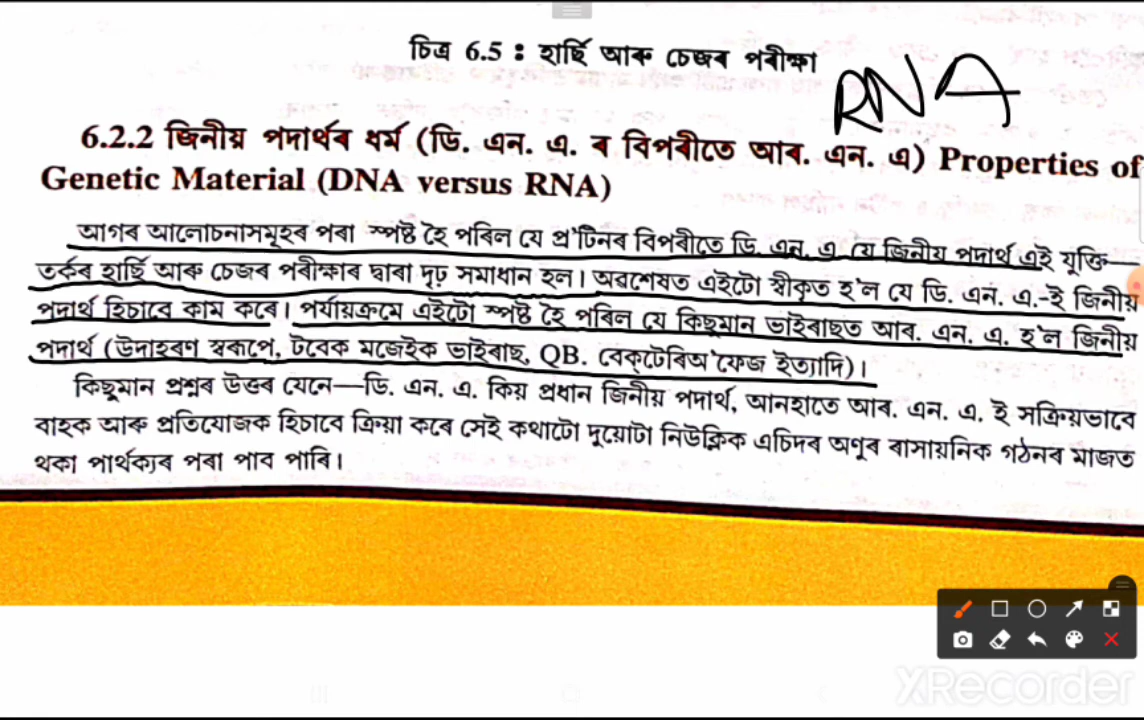 চিত্ৰ 6.5 : হাৰ্ছি আৰু চেজৰ পৰীক্ষা
RNA
6.2.2 জিনীয় পদাৰ্থৰ ধৰ্ম (ডি. এন. এ. ৰ বিপৰীতে আৰ. এন. এ) Properties of
Genetic Material (DNA versus RNA)
আগৰ আলোচনাসমূহৰ পৰা স্পষ্ট হৈ পৰিল যে প্ৰ'টিনৰ বিপৰীতে ডি. এন. এ যে জিনীয় পদাৰ্থ এই যুক্তি—
তৰ্কৰ হাৰ্ছি আৰু চেজৰ পৰীক্ষাৰ দ্বাৰা দৃঢ় সমাধান হল। অৱশেষত এইটো স্বীকৃত হ'ল যে ডি. এন. এ.-ই জিনীয়
পদাৰ্থ হিচাবে কাম কৰে। পৰ্যায়ক্ৰমে এইটো স্পষ্ট হৈ পৰিল যে কিছুমান ভাইৰাছত আৰ. এন. এ. হ'ল জিনীয়
পদাৰ্থ (উদাহৰণ স্বৰূপে, টবেক মজেইক ভাইৰাছ, QB. বেক্টেৰিঅ'ফেজ ইত্যাদি)।
কিছুমান প্ৰশ্নৰ উত্তৰ যেনে—ডি. এন. এ. কিয় প্ৰধান জিনীয় পদাৰ্থ, আনহাতে আৰ. এন. এ. ই সক্ৰিয়ভাবে
বাহক আৰু প্ৰতিযোজক হিচাবে ক্ৰিয়া কৰে সেই কথাটো দুয়োটা নিউক্লিক এচিদৰ অণুৰ ৰাসায়নিক গঠনৰ মাজত
থকা পাৰ্থক্যৰ পৰা পাব পাৰি।
XRecorder